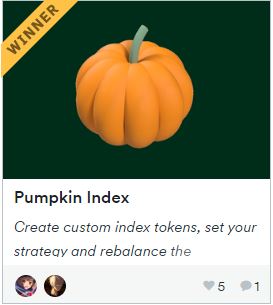 WINNER
Pumpkin Index
Create custom index tokens, set your
strategy and rebalance the
5
1